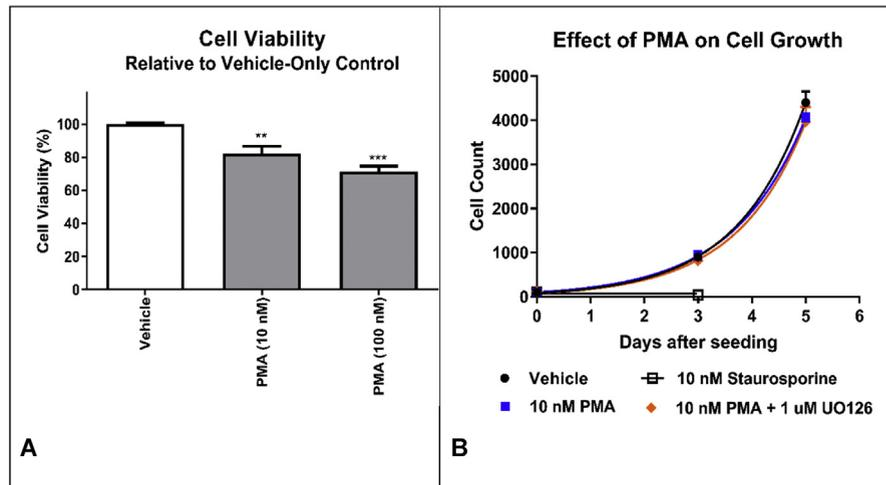 Cell Viability
Relative to Vehicle-Only Control
Cell Viability (%)
100
80
60
40
20
0
**
***
Vehicle
PMA (10 nM)
PMA (100 nM)
A
Effect of PMA on Cell Growth
Cell Count
5000
4000
3000
2000
1000
0
0 1 2 3 4 5 6
Days after seeding
Vehicle
10 nM Staurosporine
10 nM PMA
10 nM PMA + 1 uM UO126
B